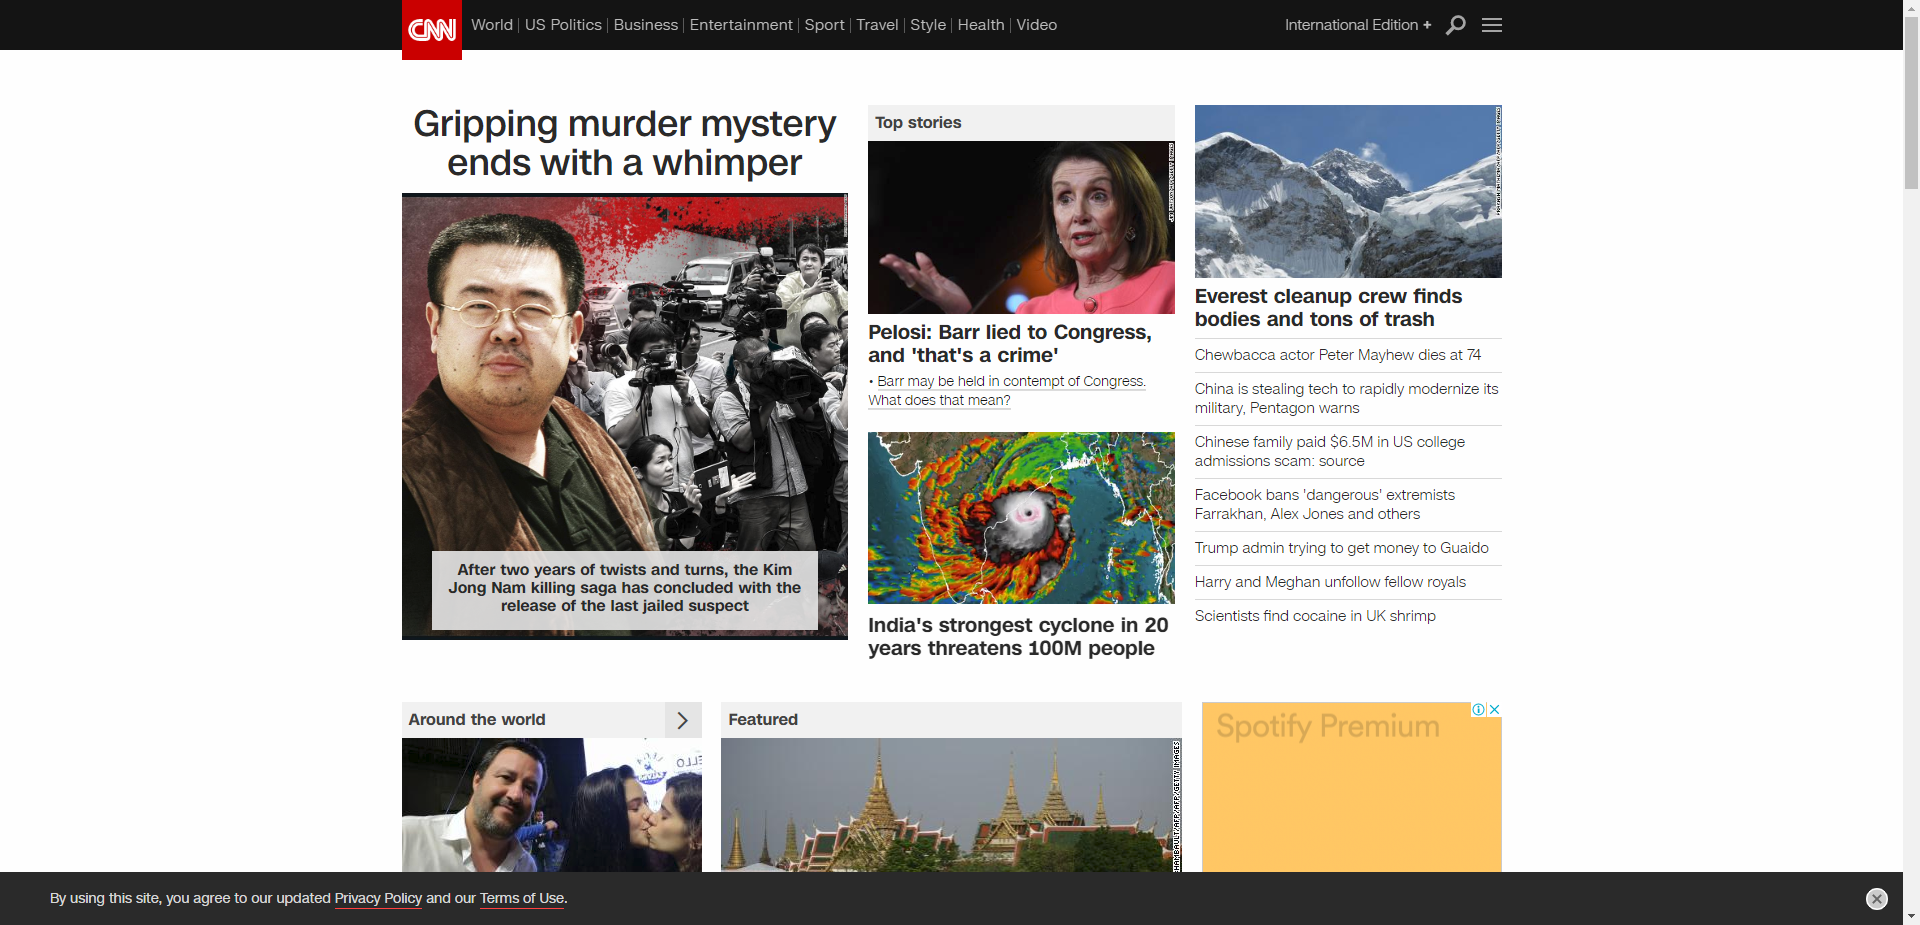 CNN
World
US Politics
Business
Entertainment
Sport
Travel
Style
Health
Video
International Edition +
Gripping murder mystery
ends with a whimper
After two years of twists and turns, the Kim
Jong Nam killing saga has concluded with the
release of the last jailed suspect
Top stories
Pelosi: Barr lied to Congress,
and 'that's a crime'
• Barr may be held in contempt of Congress.
What does that mean?
India's strongest cyclone in 20
years threatens 100M people
Everest cleanup crew finds
bodies and tons of trash
Chewbacca actor Peter Mayhew dies at 74
China is stealing tech to rapidly modernize its
military, Pentagon warns
Chinese family paid $6.5M in US college
admissions scam: source
Facebook bans 'dangerous' extremists
Farrakhan, Alex Jones and others
Trump admin trying to get money to Guaido
Harry and Meghan unfollow fellow royals
Scientists find cocaine in UK shrimp
Around the world
Featured
/AFP/GETTY IMAGES
Spotify Premium
By using this site, you agree to our updated Privacy Policy and our Terms of Use.